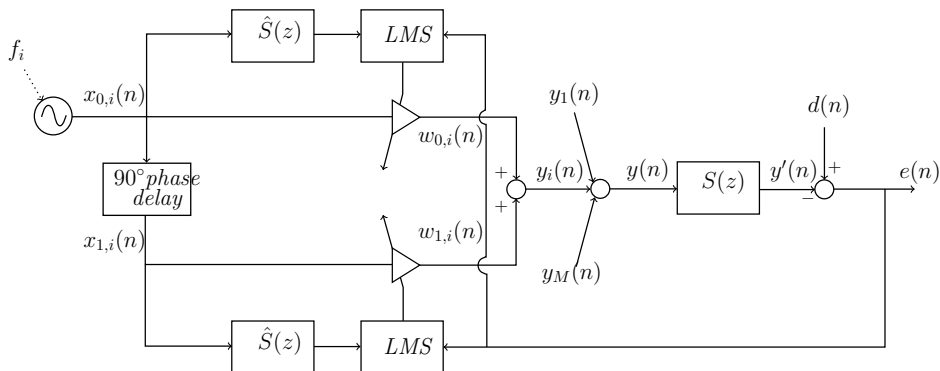 Ŝ(z)
LMS
f_i
x_{0,i}(n)
y_1(n)
d(n)
w_{0,i}(n)
90° phase
delay
+
+
y_i(n)
y(n)
S(z)
y'(n)
+
−
e(n)
x_{1,i}(n)
w_{1,i}(n)
y_M(n)
Ŝ(z)
LMS